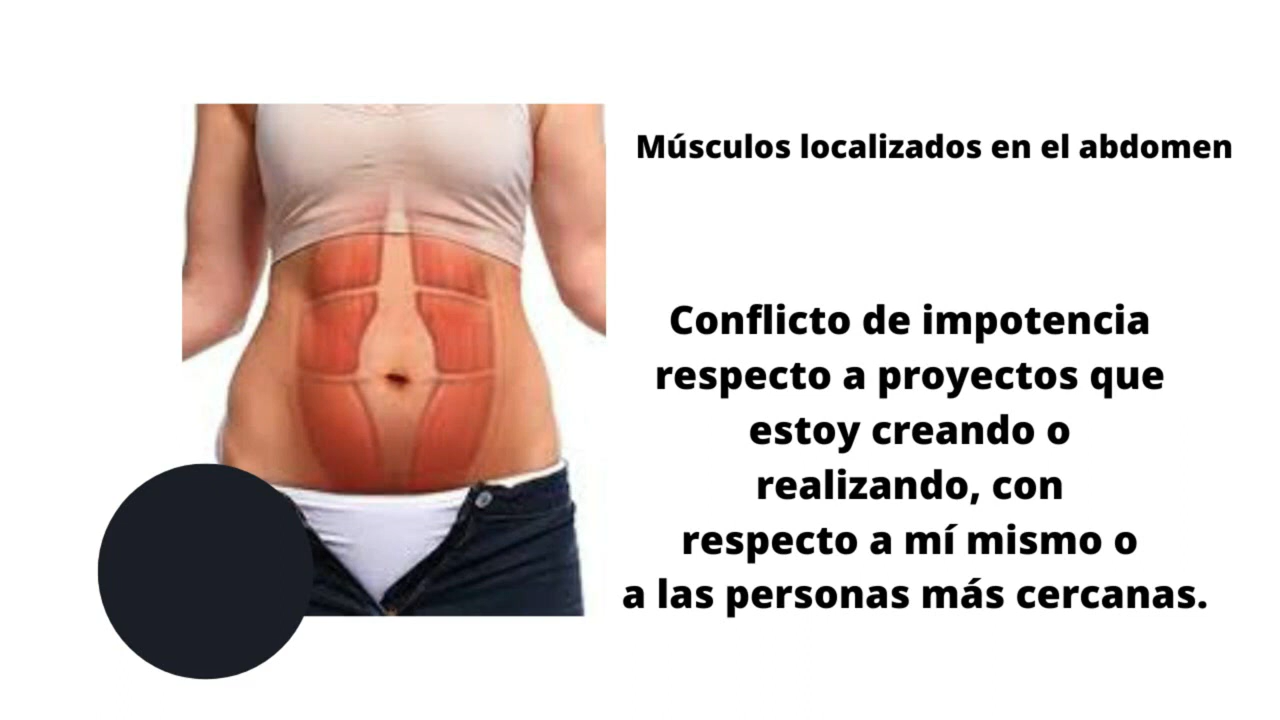 Músculos localizados en el abdomen
Conflicto de impotencia
respecto a proyectos que
estoy creando o
realizando, con
respecto a mí mismo o
a las personas más cercanas.